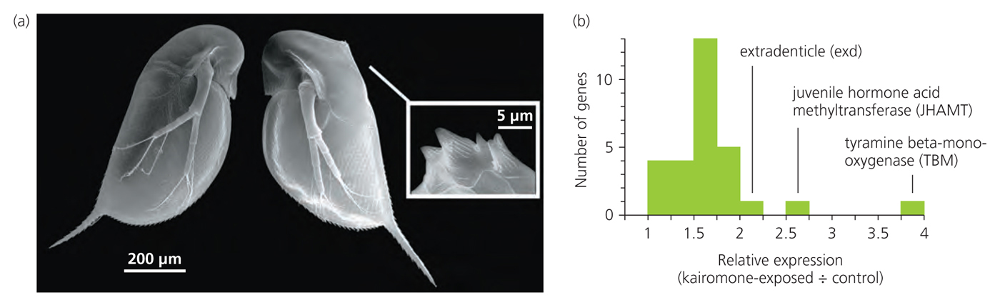 (a)
200 µm
5 µm
(b)
Number of genes
10
5
0
extradenticle (exd)
juvenile hormone acid
methyltransferase (JHAMT)
tyramine beta-mono-
oxygenase (TBM)
1 1.5 2 2.5 3 3.5 4
Relative expression
(kairomone-exposed ÷ control)